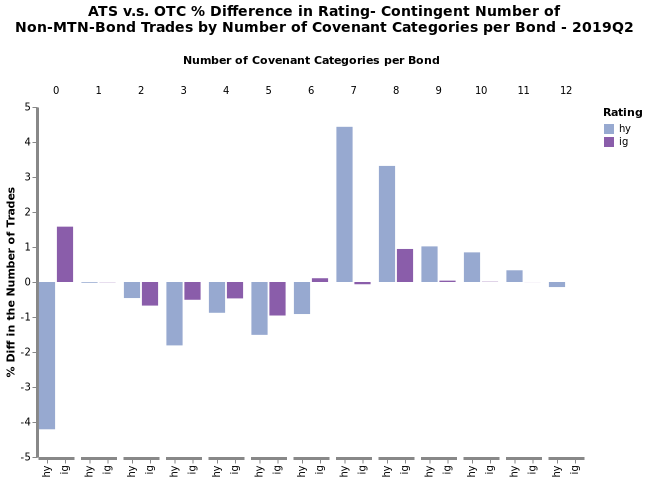 ATS v.s. OTC % Difference in Rating- Contingent Number of
Non-MTN-Bond Trades by Number of Covenant Categories per Bond - 2019Q2
Number of Covenant Categories per Bond
0 1 2 3 4 5 6 7 8 9 10 11 12
Rating
hy
ig
% Diff in the Number of Trades
5
4
3
2
1
0
-1
-2
-3
-4
-5
hy ig hy ig hy ig hy ig hy ig hy ig hy ig hy ig hy ig hy ig hy ig hy ig hy ig